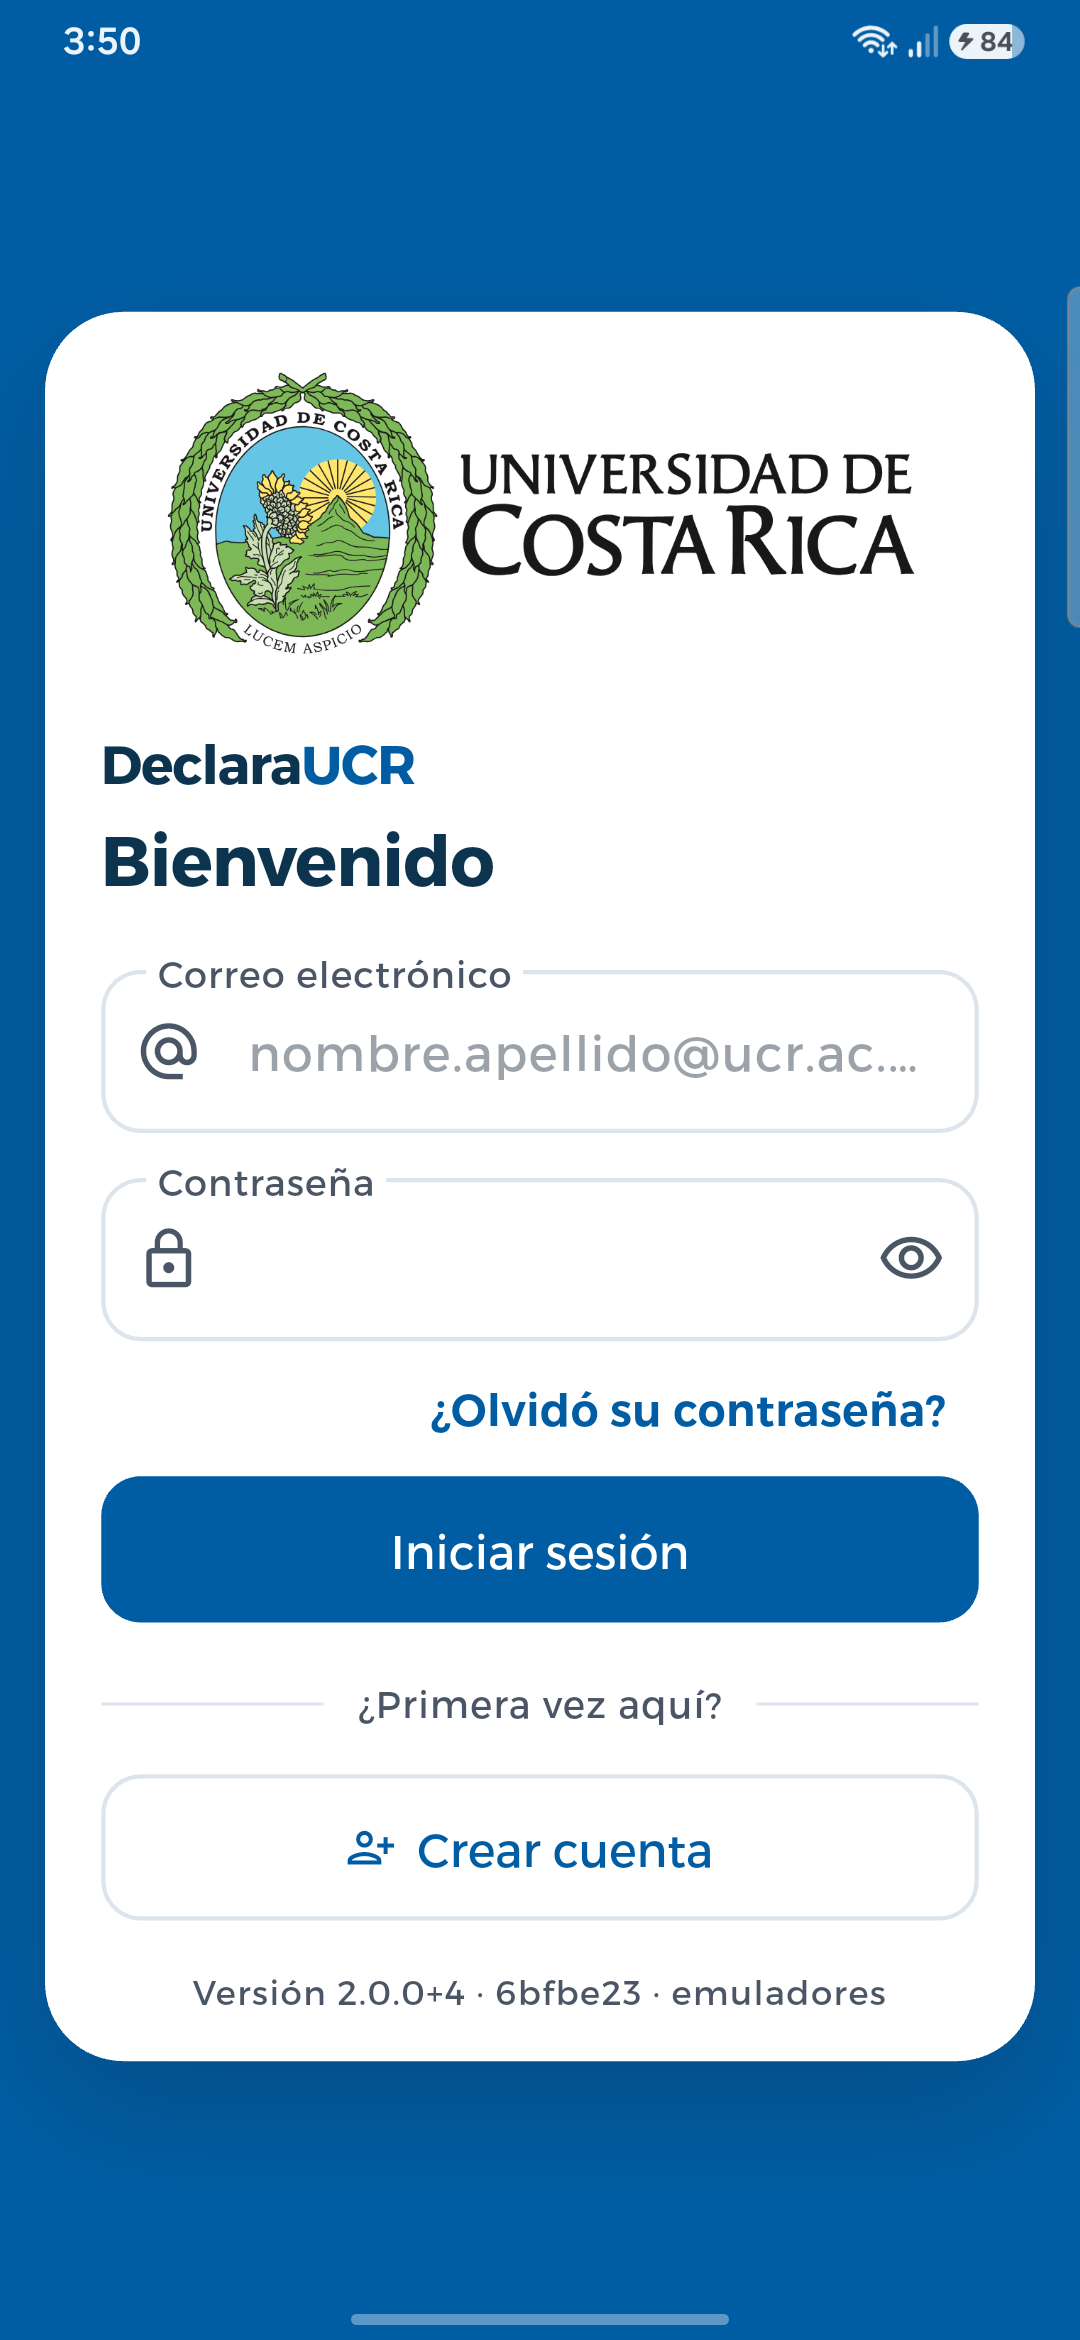 3:50
84
UNIVERSIDAD DE COSTA RICA
LUCEM ASPICIO
UNIVERSIDAD DE
COSTA RICA
DeclaraUCR
Bienvenido
Correo electrónico
nombre.apellido@ucr.ac....
Contraseña
¿Olvidó su contraseña?
Iniciar sesión
¿Primera vez aquí?
Crear cuenta
Versión 2.0.0+4 · 6bfbe23 · emuladores